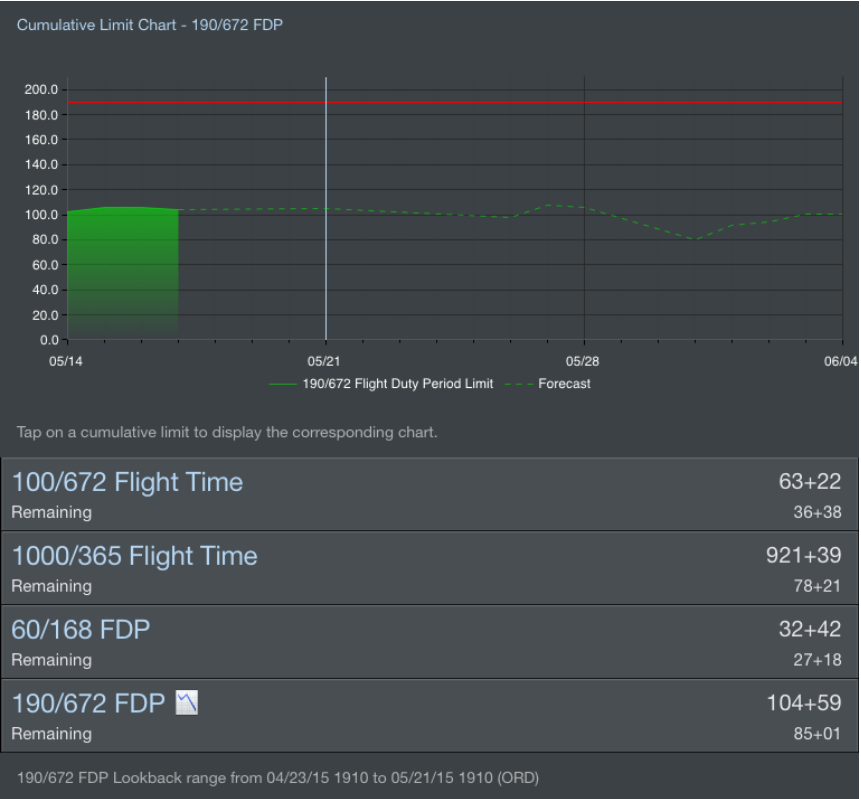 Cumulative Limit Chart - 190/672 FDP
200.0
180.0
160.0
140.0
120.0
100.0
80.0
60.0
40.0
20.0
0.0
05/14 05/21 05/28 06/04
190/672 Flight Duty Period Limit Forecast
Tap on a cumulative limit to display the corresponding chart.
100/672 Flight Time 63+22
Remaining 36+38
1000/365 Flight Time 921+39
Remaining 78+21
60/168 FDP 32+42
Remaining 27+18
190/672 FDP 104+59
Remaining 85+01
190/672 FDP Lookback range from 04/23/15 1910 to 05/21/15 1910 (ORD)